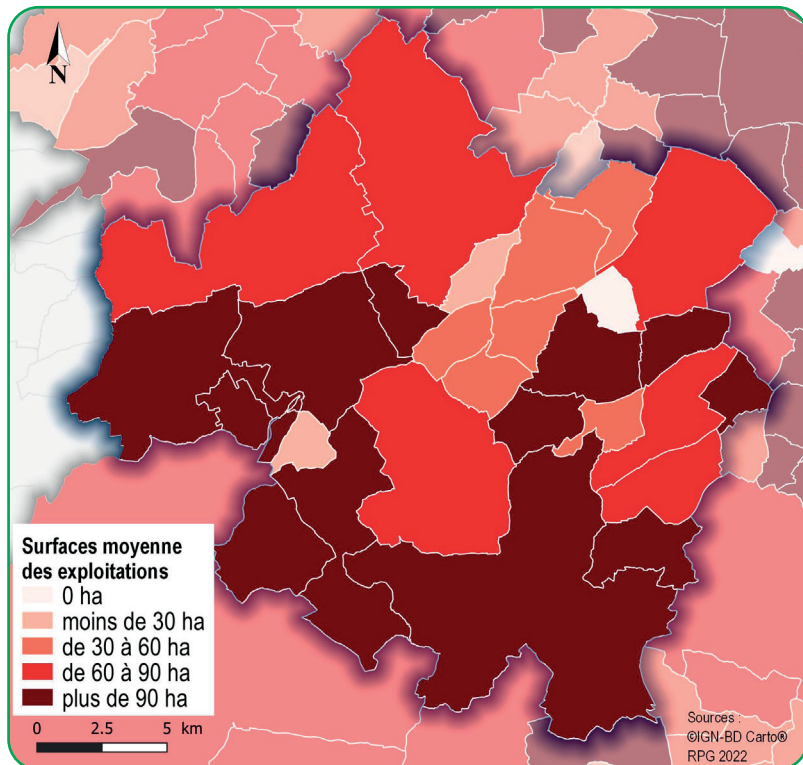 N
Surfaces moyenne
des exploitations
0 ha
moins de 30 ha
de 30 à 60 ha
de 60 à 90 ha
plus de 90 ha
0 2.5 5 km
Sources :
©IGN-BD Carto®
RPG 2022